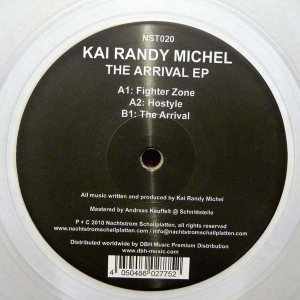 NST020
KAI RANDY MICHEL
THE ARRIVAL EP
A1: Fighter Zone
A2: Hostyle
B1: The Arrival
All music written and produced by Kai Randy Michel
Mastered by Andreas Kauffelt @ Schnittstelle
P + C 2010 Nachtstrom Schallplatten, all rights reserved
www.nachtstromschallplatten.com / info@nachtstromschallplatten.com
Distributed worldwide by DBH Music Premium Distribution
www.dbh-music.com
4 050486 027752